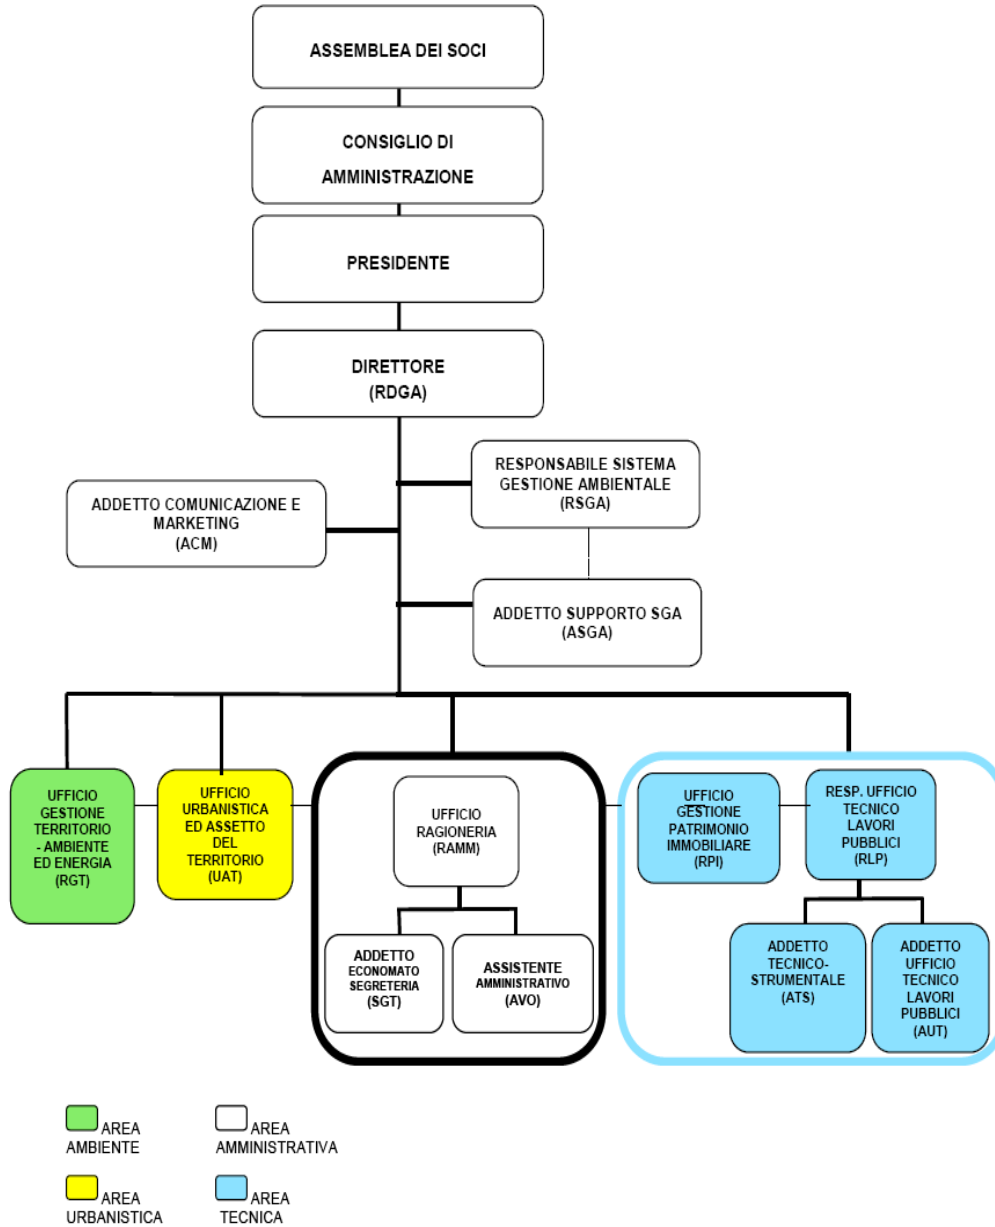 ASSEMBLEA DEI SOCI
CONSIGLIO DI
AMMINISTRAZIONE
PRESIDENTE
DIRETTORE
(RDGA)
RESPONSABILE SISTEMA
GESTIONE AMBIENTALE
(RSGA)
ADDETTO COMUNICAZIONE E
MARKETING
(ACM)
ADDETTO SUPPORTO SGA
(ASGA)
UFFICIO
GESTIONE
TERRITORIO
- AMBIENTE
ED ENERGIA
(RGT)
UFFICIO
URBANISTICA
ED ASSETTO
DEL
TERRITORIO
(UAT)
UFFICIO
RAGIONERIA
(RAMM)
ADDETTO
ECONOMATO
SEGRETERIA
(SGT)
ASSISTENTE
AMMINISTRATIVO
(AVO)
UFFICIO
GESTIONE
PATRIMONIO
IMMOBILIARE
(RPI)
RESP. UFFICIO
TECNICO
LAVORI
PUBBLICI
(RLP)
ADDETTO
TECNICO-
STRUMENTALE
(ATS)
ADDETTO
UFFICIO
TECNICO
LAVORI
PUBBLICI
(AUT)
AREA
AMBIENTE
AREA
AMMINISTRATIVA
AREA
URBANISTICA
AREA
TECNICA